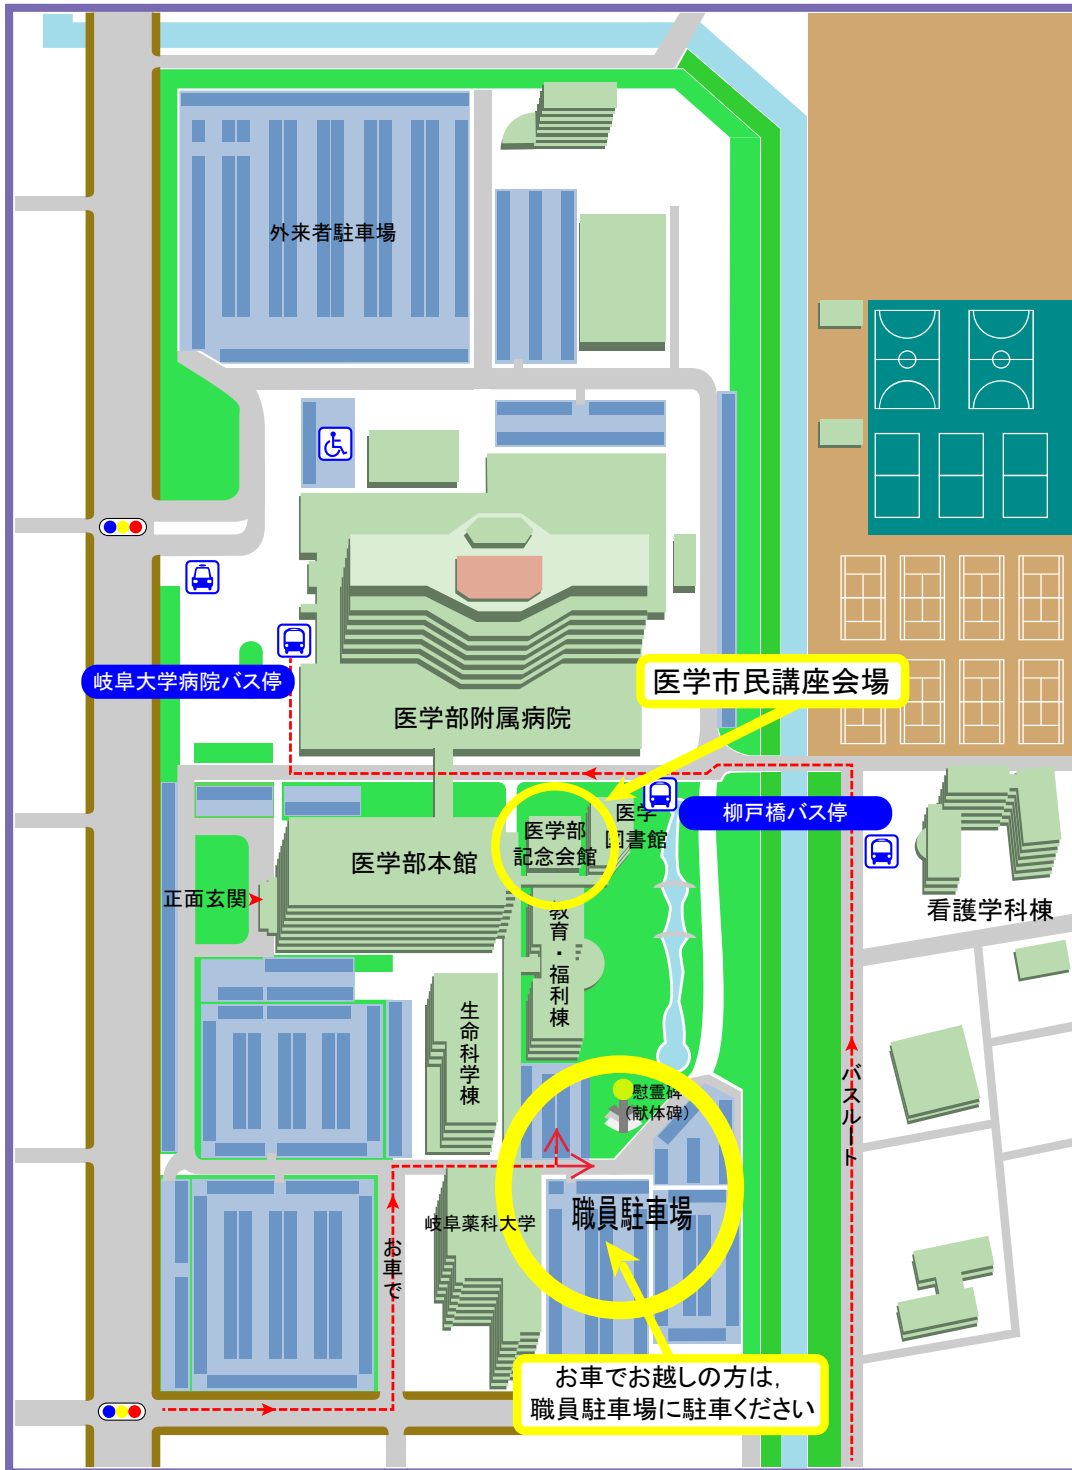 外来者駐車場
岐阜大学病院バス停
医学市民講座会場
医学部附属病院
柳戸橋バス停
医学部
記念会館
医学
図書館
医学部本館
正面玄関
看護学科棟
教育・福利棟
生命科学棟
慰霊碑
(献体碑)
バスルート
職員駐車場
岐阜薬科大学
お車で
お車でお越しの方は,
職員駐車場に駐車ください